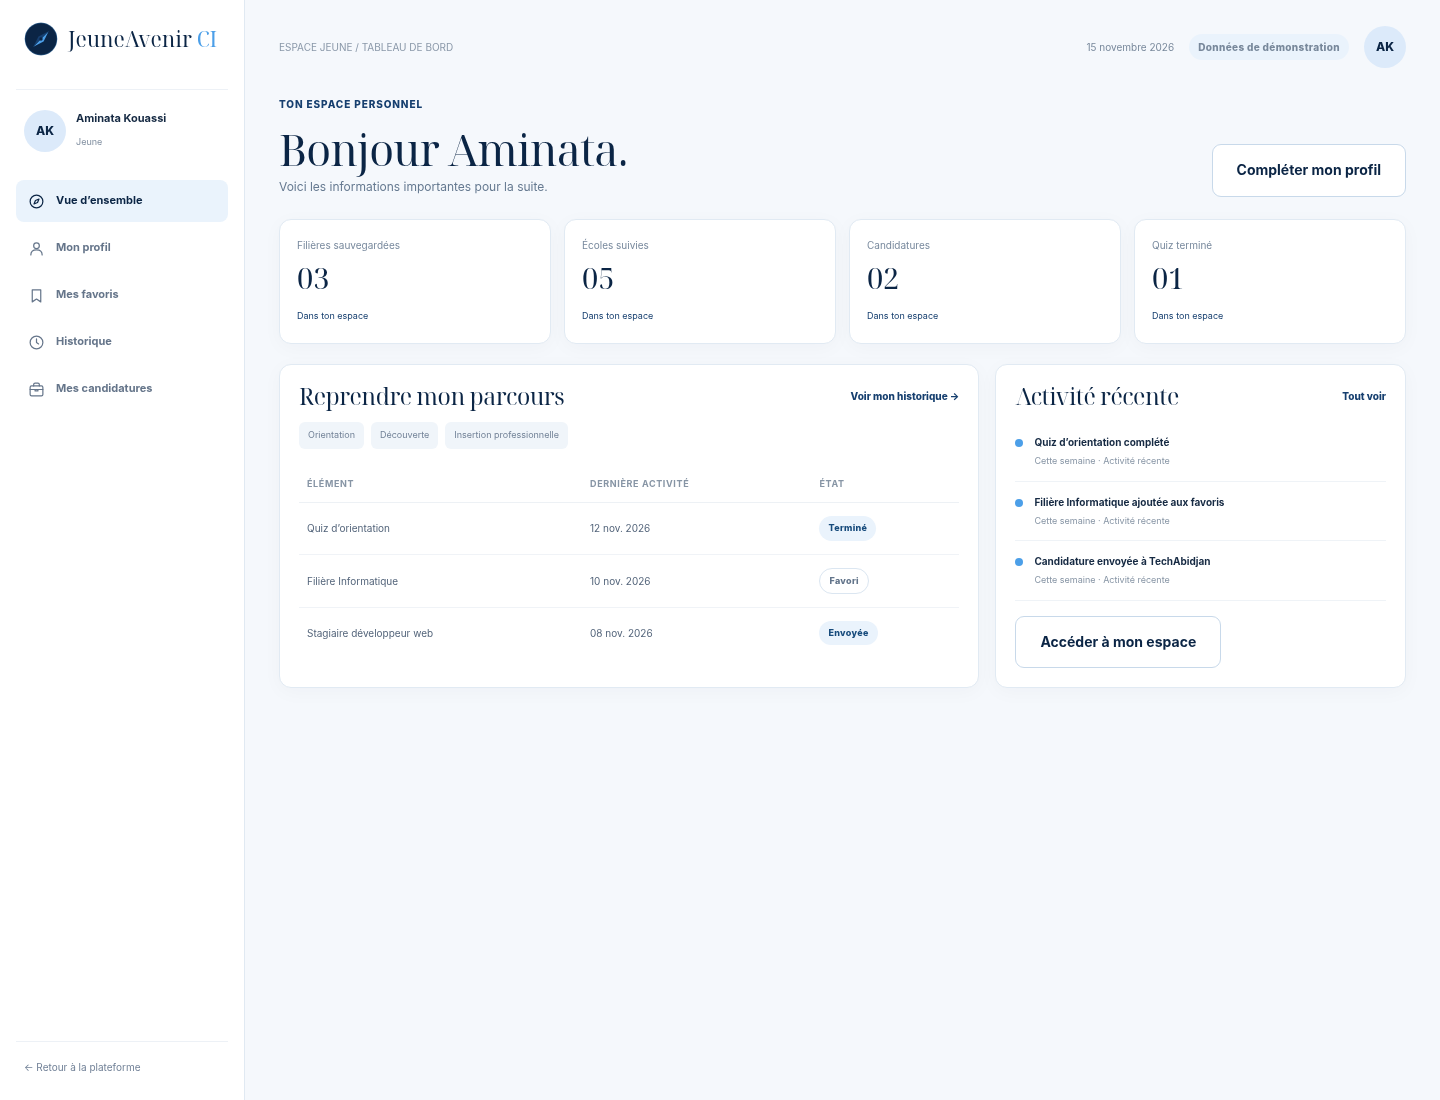 JeuneAvenir CI
AK
Aminata Kouassi
Jeune
Vue d’ensemble
Mon profil
Mes favoris
Historique
Mes candidatures
← Retour à la plateforme
ESPACE JEUNE / TABLEAU DE BORD
15 novembre 2026
Données de démonstration
AK
TON ESPACE PERSONNEL
Bonjour Aminata.
Voici les informations importantes pour la suite.
Compléter mon profil
Filières sauvegardées
03
Dans ton espace
Écoles suivies
05
Dans ton espace
Candidatures
02
Dans ton espace
Quiz terminé
01
Dans ton espace
Reprendre mon parcours
Voir mon historique →
Orientation Découverte Insertion professionnelle
ÉLÉMENT DERNIÈRE ACTIVITÉ ÉTAT
Quiz d’orientation 12 nov. 2026 Terminé
Filière Informatique 10 nov. 2026 Favori
Stagiaire développeur web 08 nov. 2026 Envoyée
Activité récente
Tout voir
Quiz d’orientation complété
Cette semaine · Activité récente
Filière Informatique ajoutée aux favoris
Cette semaine · Activité récente
Candidature envoyée à TechAbidjan
Cette semaine · Activité récente
Accéder à mon espace